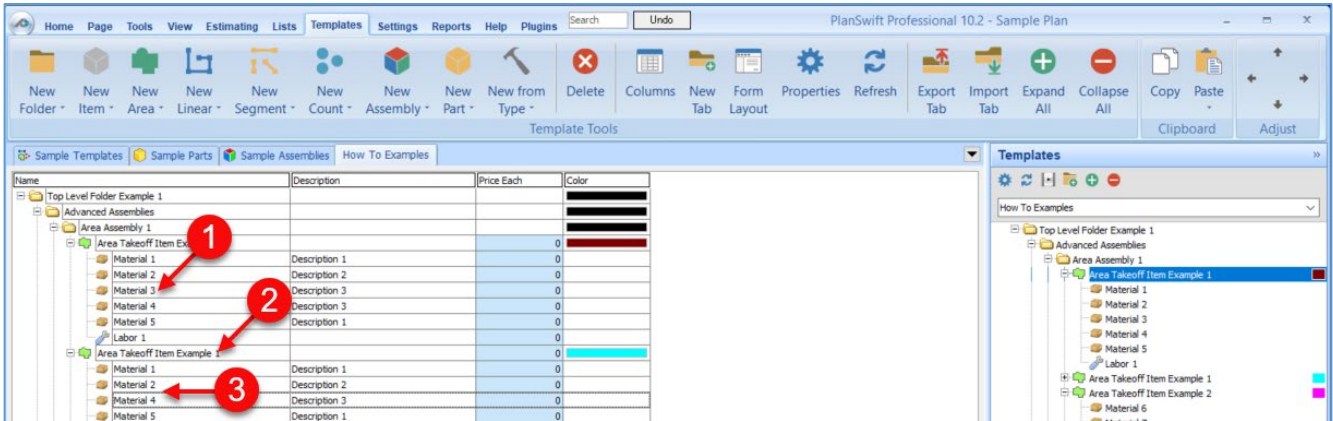 Home Page Tools View Estimating Lists Templates Settings Reports Help Plugins Search Undo PlanSwift Professional 10.2 - Sample Plan
New Folder New Item New Area New Linear New Segment New Count New Assembly New Part New from Type Delete Columns New Tab Form Layout Properties Refresh Export Tab Import Tab Expand All Collapse All Copy Paste
Template Tools Clipboard Adjust
Sample Templates Sample Parts Sample Assemblies How To Examples
Name Description Price Each Color
Top Level Folder Example 1
Advanced Assemblies
Area Assembly 1
Area Takeoff Item 0
1
Material 1 Description 1 0
Material 2 Description 2 0
Material 3 Description 3 0
Material 4 Description 3 0
2
Material 5 Description 1 0
Labor 1 0
Area Takeoff Item Example 1 0
Material 1 Description 1 0
Material 2 Description 2 0
3
Material 4 Description 3 0
Material 5 Description 1 0
Templates
How To Examples
Top Level Folder Example 1
Advanced Assemblies
Area Assembly 1
Area Takeoff Item Example 1
Material 1
Material 2
Material 3
Material 4
Material 5
Labor 1
Area Takeoff Item Example 1
Area Takeoff Item Example 2
Material 6